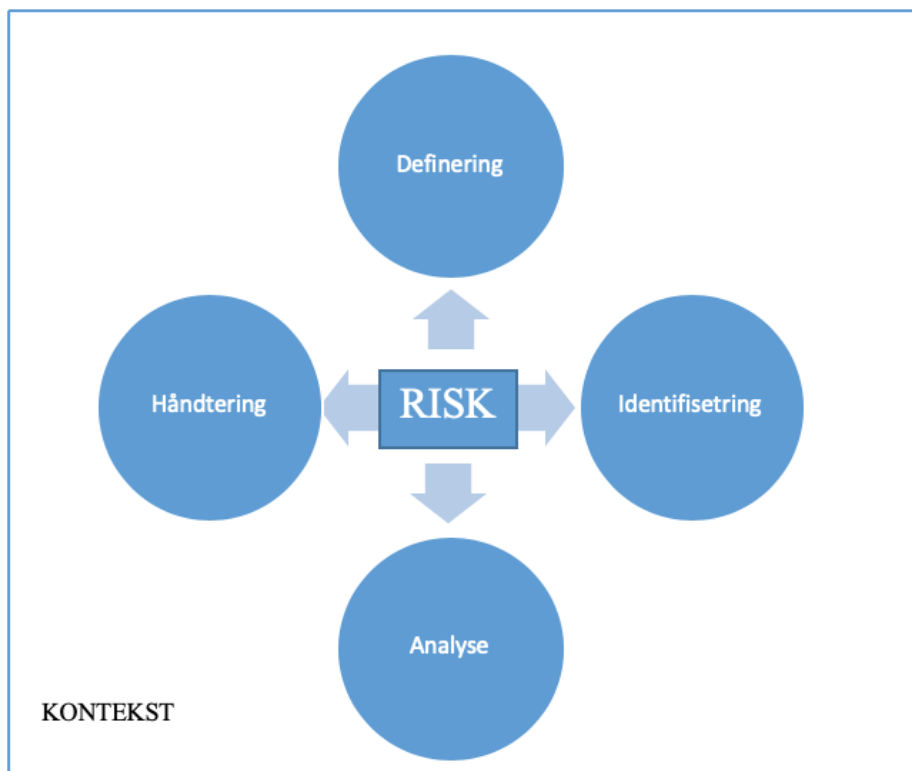 Definering
Håndtering
RISK
Identifisetring
Analyse
KONTEKST